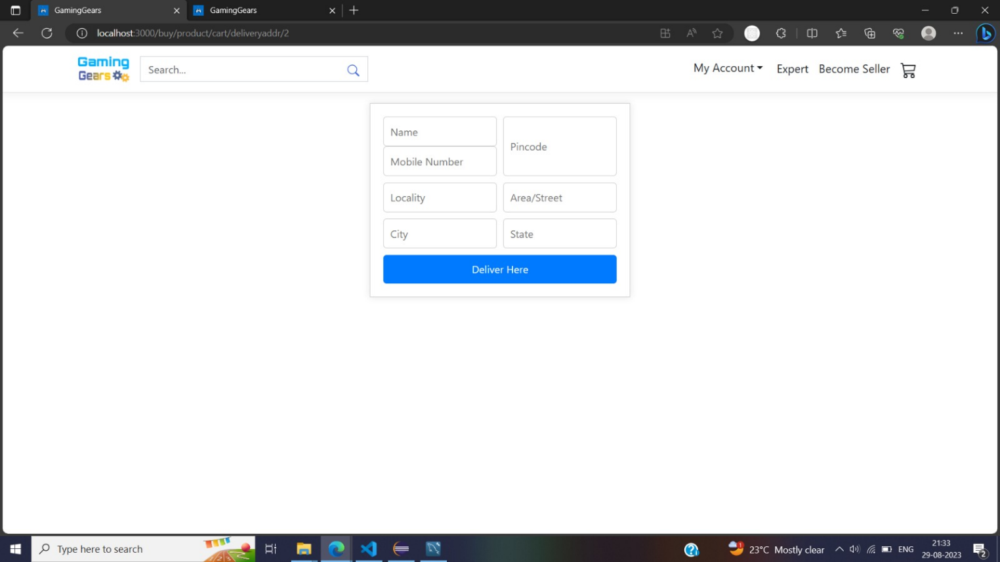 GamingGears
GamingGears
localhost:3000/buy/product/cart/deliveryaddr/2
Gaming
Gears
Search...
My Account
Expert
Become Seller
Name
Pincode
Mobile Number
Locality
Area/Street
City
State
Deliver Here
Type here to search
23°C Mostly clear
ENG
21:33
29-08-2023
2